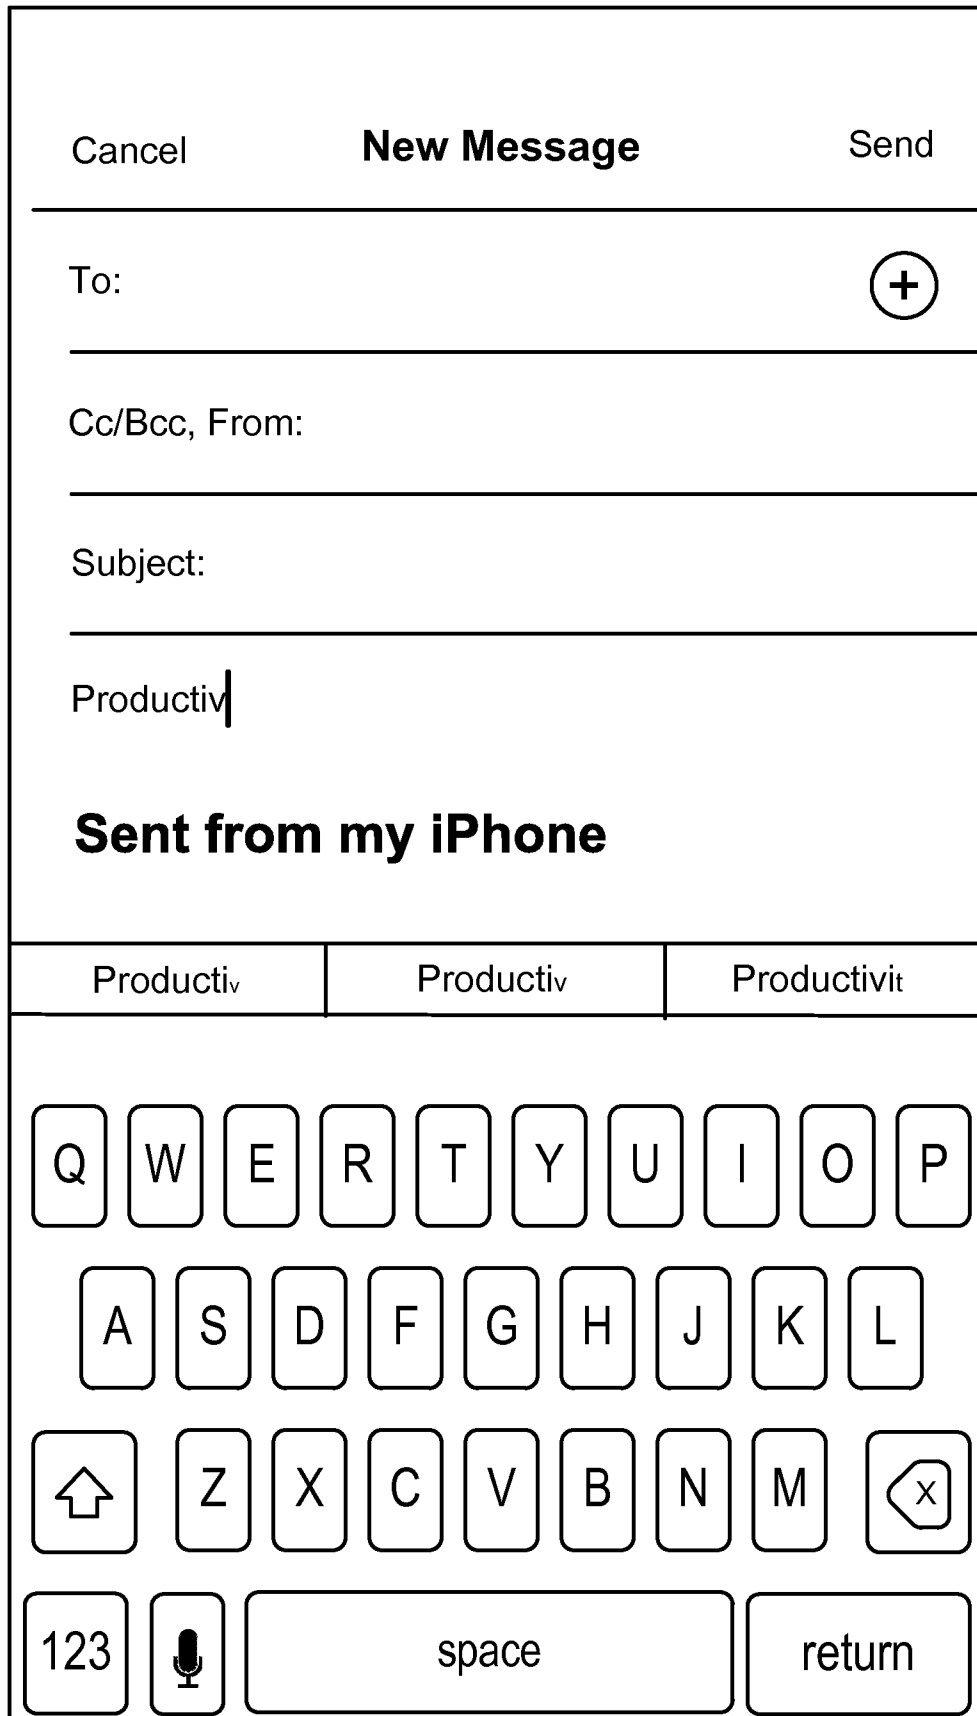 Cancel New Message Send
To: +
Cc/Bcc, From:
Subject:
Productiv
Sent from my iPhone
Productiv Productiv Productivit
Q W E R T Y U I O P
A S D F G H J K L
Z X C V B N M X
123 space return